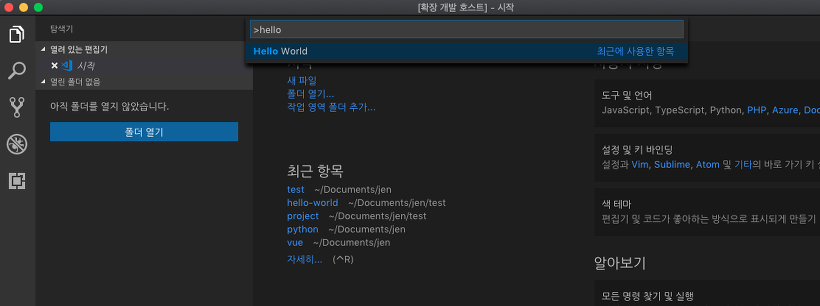 [확장 개발 호스트] - 시작
탐색기
열려 있는 편집기
시작
열린 폴더 없음
아직 폴더를 열지 않았습니다.
폴더 열기
>hello
Hello World 최근에 사용한 항목
새 파일
폴더 열기...
작업 영역 폴더 추가...
최근 항목
test ~/Documents/jen
hello-world ~/Documents/jen/test
project ~/Documents/jen/test
python ~/Documents/jen
vue ~/Documents/jen
자세히... (^R)
도구 및 언어
JavaScript, TypeScript, Python, PHP, Azure, Doc
설정 및 키 바인딩
설정과 Vim, Sublime, Atom 및 기타의 바로 가기 키 설
색 테마
편집기 및 코드가 좋아하는 방식으로 표시되게 만들기
알아보기
모든 명령 찾기 및 실행